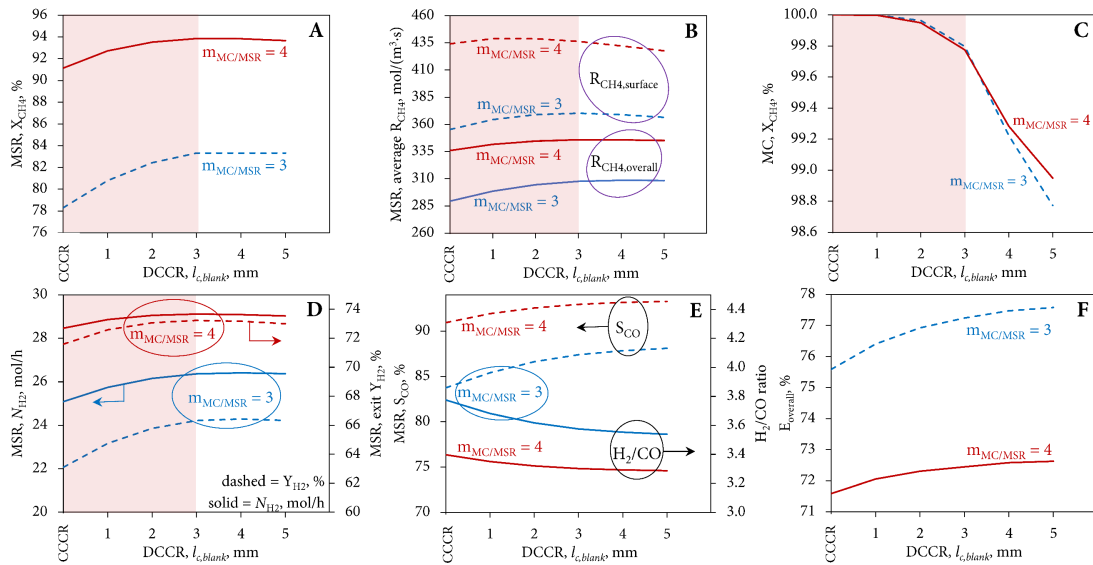 A
MSR, X_CH4, %
96
94
92
90
88
86
84
82
80
78
76
m_MC/MSR = 4
m_MC/MSR = 3
CCCR
1
2
3
4
5
DCCR, l_c,blank, mm
B
MSR, average R_CH4, mol/(m³·s)
460
435
410
385
360
335
310
285
260
m_MC/MSR = 4
R_CH4,surface
m_MC/MSR = 3
m_MC/MSR = 4
R_CH4,overall
m_MC/MSR = 3
CCCR
1
2
3
4
5
DCCR, l_c,blank, mm
C
MC, X_CH4, %
100.0
99.8
99.6
99.4
99.2
99.0
98.8
98.6
m_MC/MSR = 4
m_MC/MSR = 3
CCCR
1
2
3
4
5
DCCR, l_c,blank, mm
D
MSR, N_H2, mol/h
30
28
26
24
22
20
m_MC/MSR = 4
m_MC/MSR = 3
dashed = Y_H2, %
solid = N_H2, mol/h
74
72
70
68
66
64
62
60
MSR, exit Y_H2, %
CCCR
1
2
3
4
5
DCCR, l_c,blank, mm
E
MSR, S_CO, %
90
85
80
75
70
m_MC/MSR = 4
S_CO
m_MC/MSR = 3
m_MC/MSR = 4
H₂/CO
4.5
4.4
4.2
4.1
3.9
3.8
3.6
3.5
3.3
3.2
3.0
H₂/CO ratio
CCCR
1
2
3
4
5
DCCR, l_c,blank, mm
F
E_overall, %
78
77
76
75
74
73
72
71
m_MC/MSR = 3
m_MC/MSR = 4
CCCR
1
2
3
4
5
DCCR, l_c,blank, mm